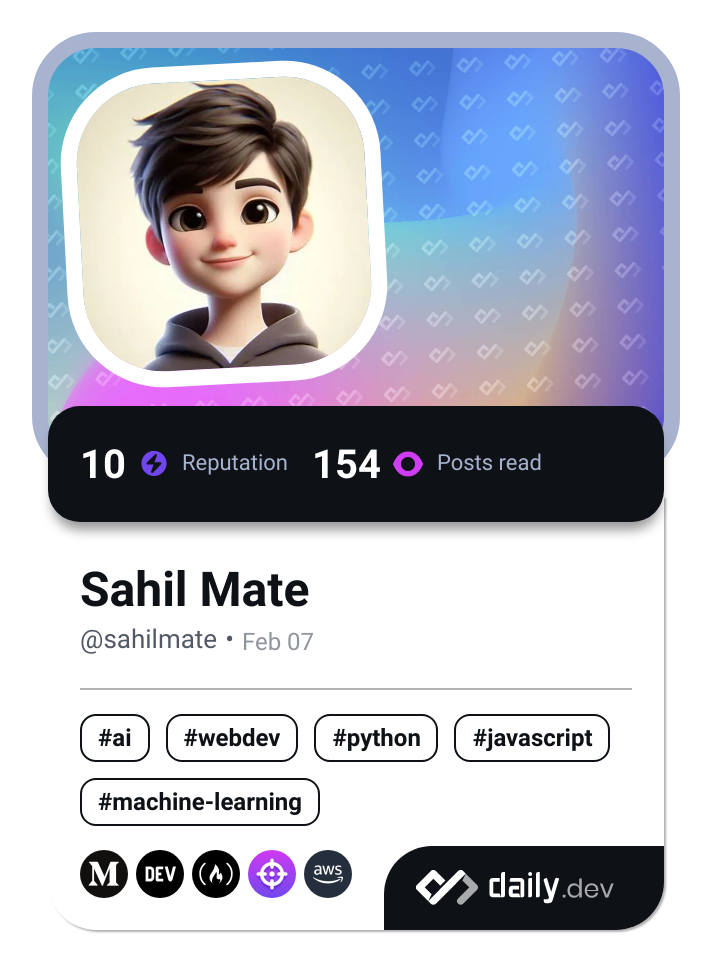 10 Reputation 154 Posts read
Sahil Mate
@sahilmate • Feb 07
#ai #webdev #python #javascript
#machine-learning
M DEV aws
daily.dev